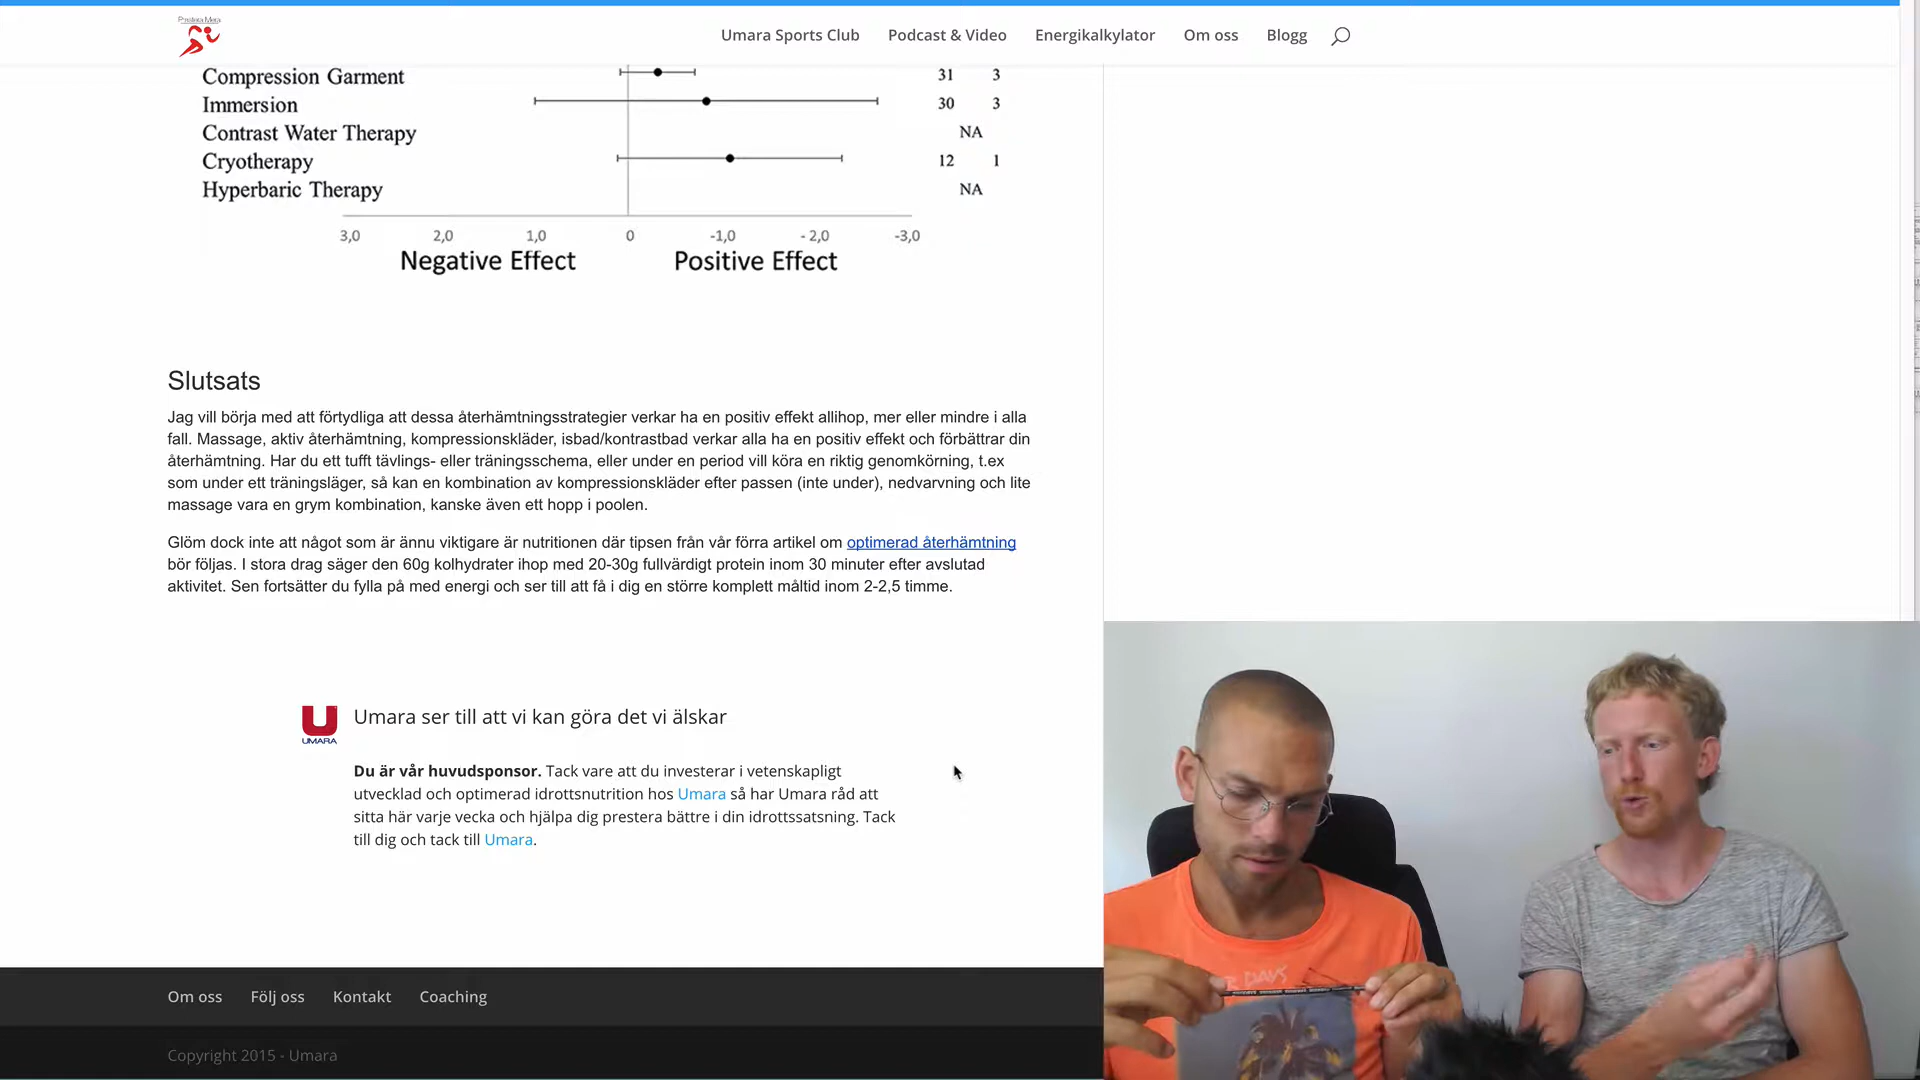 Prestera Mera
Umara Sports Club Podcast & Video Energikalkylator Om oss Blogg
Compression Garment 31 3
Immersion 30 3
Contrast Water Therapy NA
Cryotherapy 12 1
Hyperbaric Therapy NA
3,0 2,0 1,0 0 -1,0 - 2,0 -3,0
Negative Effect Positive Effect
Slutsats
Jag vill börja med att förtydliga att dessa återhämtningsstrategier verkar ha en positiv effekt allihop, mer eller mindre i alla
fall. Massage, aktiv återhämtning, kompressionskläder, isbad/kontrastbad verkar alla ha en positiv effekt och förbättrar din
återhämtning. Har du ett tufft tävlings- eller träningsschema, eller under en period vill köra en riktig genomkörning, t.ex
som under ett träningsläger, så kan en kombination av kompressionskläder efter passen (inte under), nedvarvning och lite
massage vara en grym kombination, kanske även ett hopp i poolen.
Glöm dock inte att något som är ännu viktigare är nutritionen där tipsen från vår förra artikel om optimerad återhämtning
bör följas. I stora drag säger den 60g kolhydrater ihop med 20-30g fullvärdigt protein inom 30 minuter efter avslutad
aktivitet. Sen fortsätter du fylla på med energi och ser till att få i dig en större komplett måltid inom 2-2,5 timme.
UMARA
Umara ser till att vi kan göra det vi älskar
Du är vår huvudsponsor. Tack vare att du investerar i vetenskapligt
utvecklad och optimerad idrottsnutrition hos Umara så har Umara råd att
sitta här varje vecka och hjälpa dig prestera bättre i din idrottssatsning. Tack
till dig och tack till Umara.
DAYS
Om oss Följ oss Kontakt Coaching
Copyright 2015 - Umara